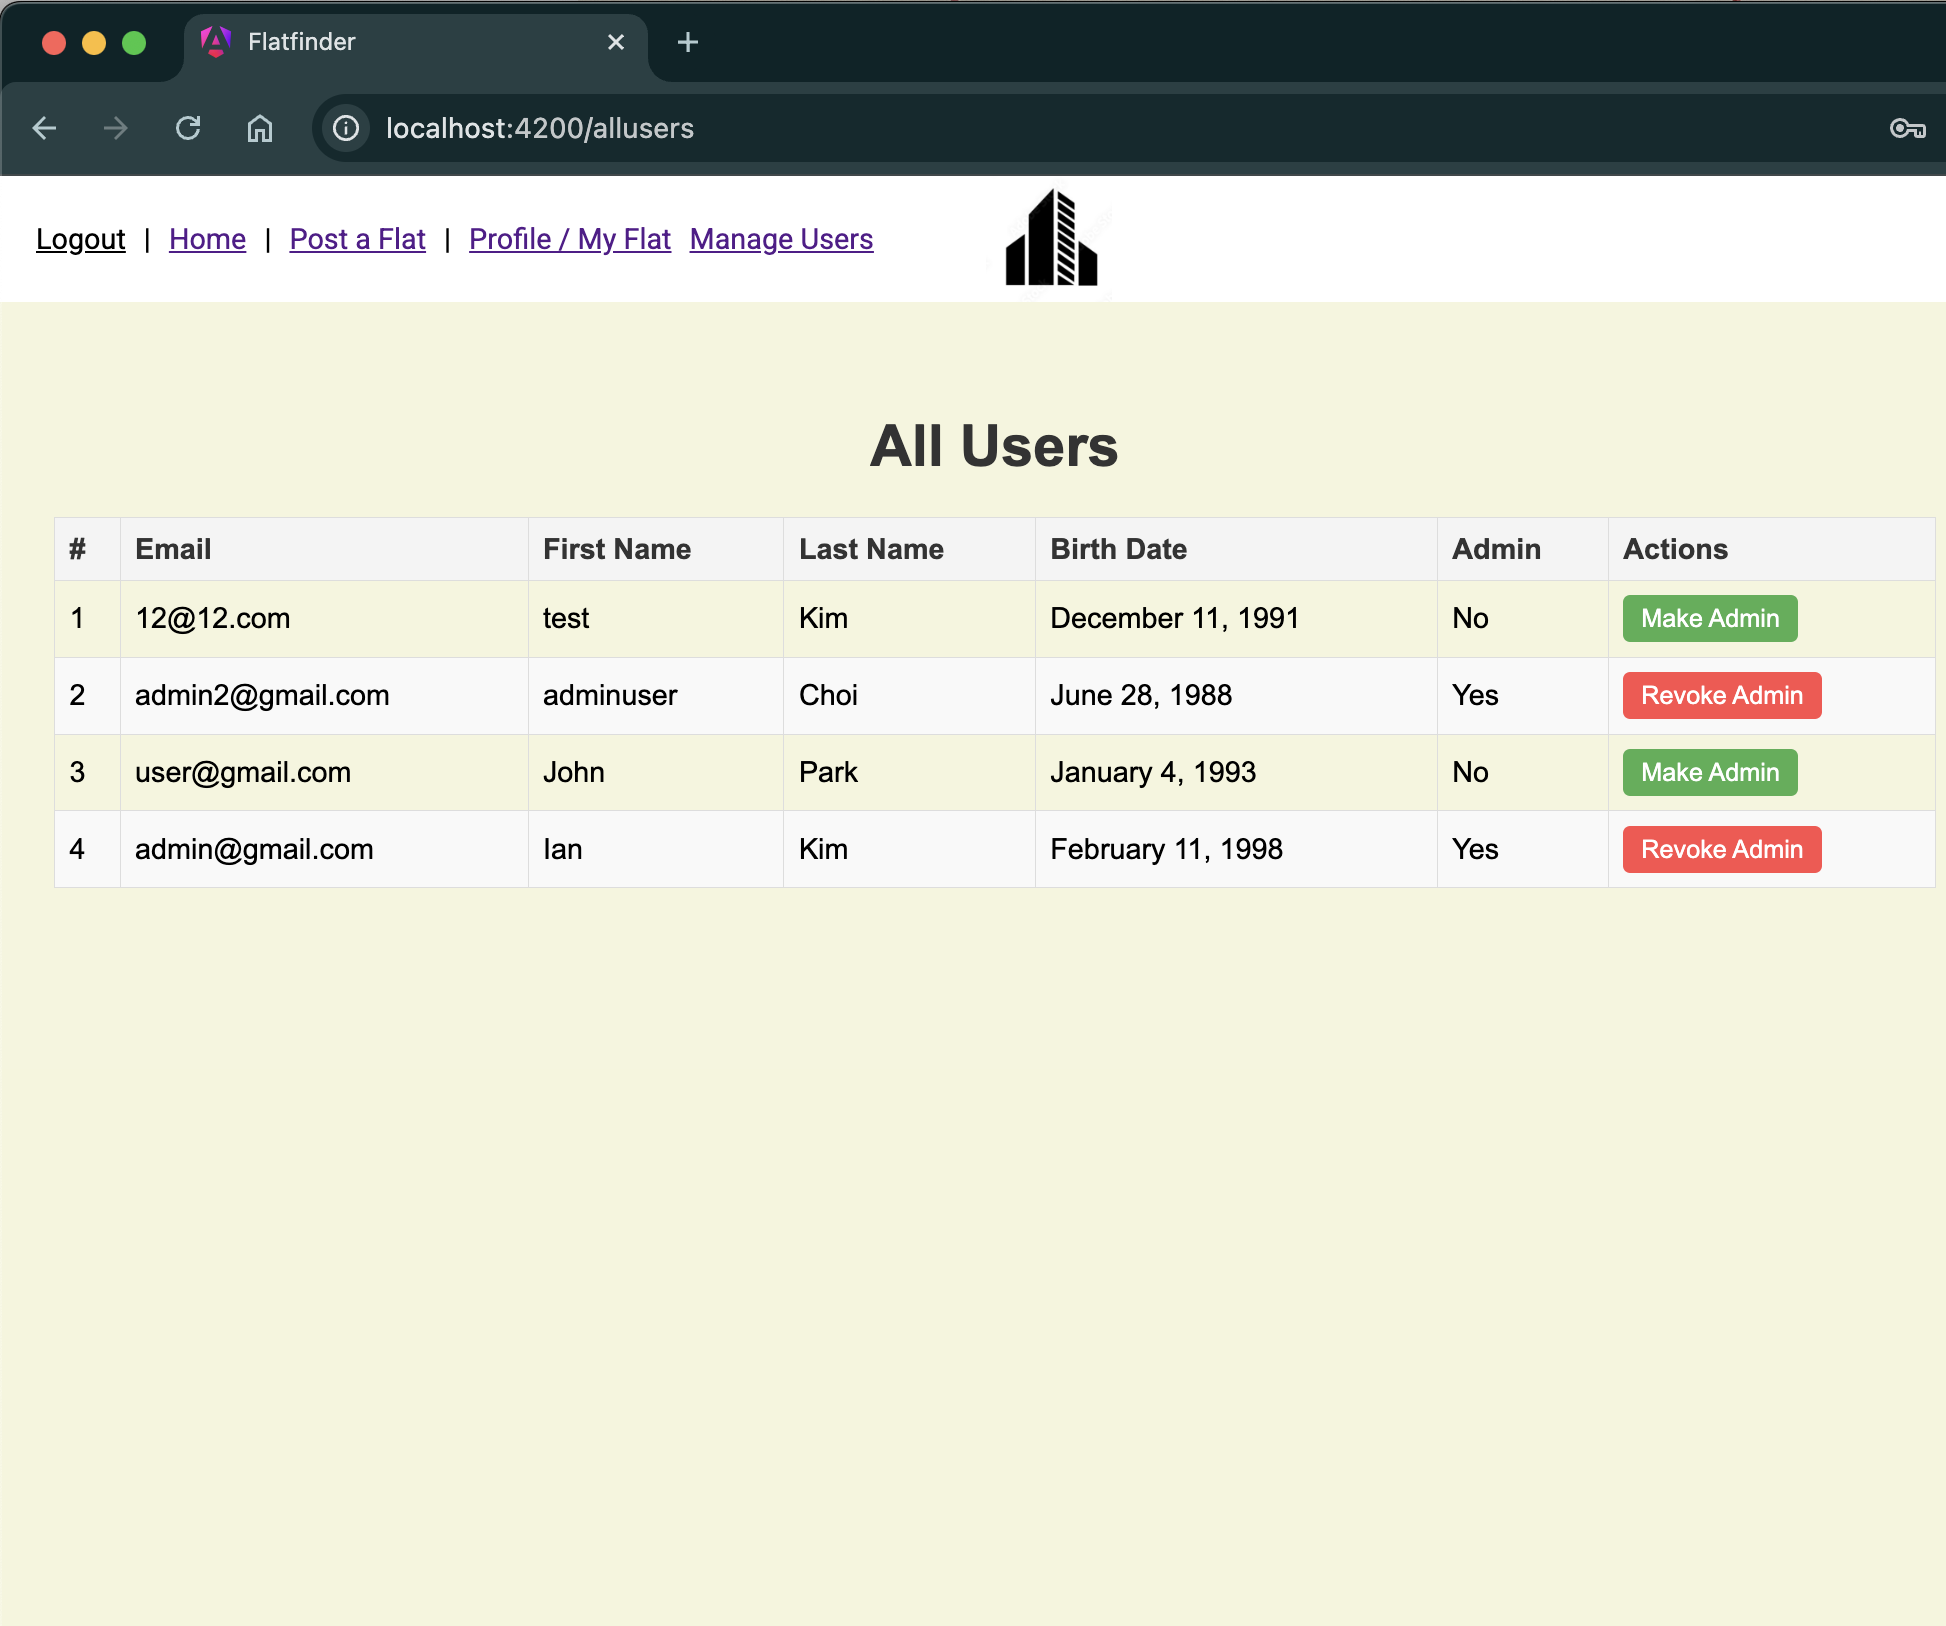 Flatfinder
localhost:4200/allusers
Logout | Home | Post a Flat | Profile / My Flat Manage Users
All Users
# Email First Name Last Name Birth Date Admin Actions
1 12@12.com test Kim December 11, 1991 No Make Admin
2 admin2@gmail.com adminuser Choi June 28, 1988 Yes Revoke Admin
3 user@gmail.com John Park January 4, 1993 No Make Admin
4 admin@gmail.com Ian Kim February 11, 1998 Yes Revoke Admin